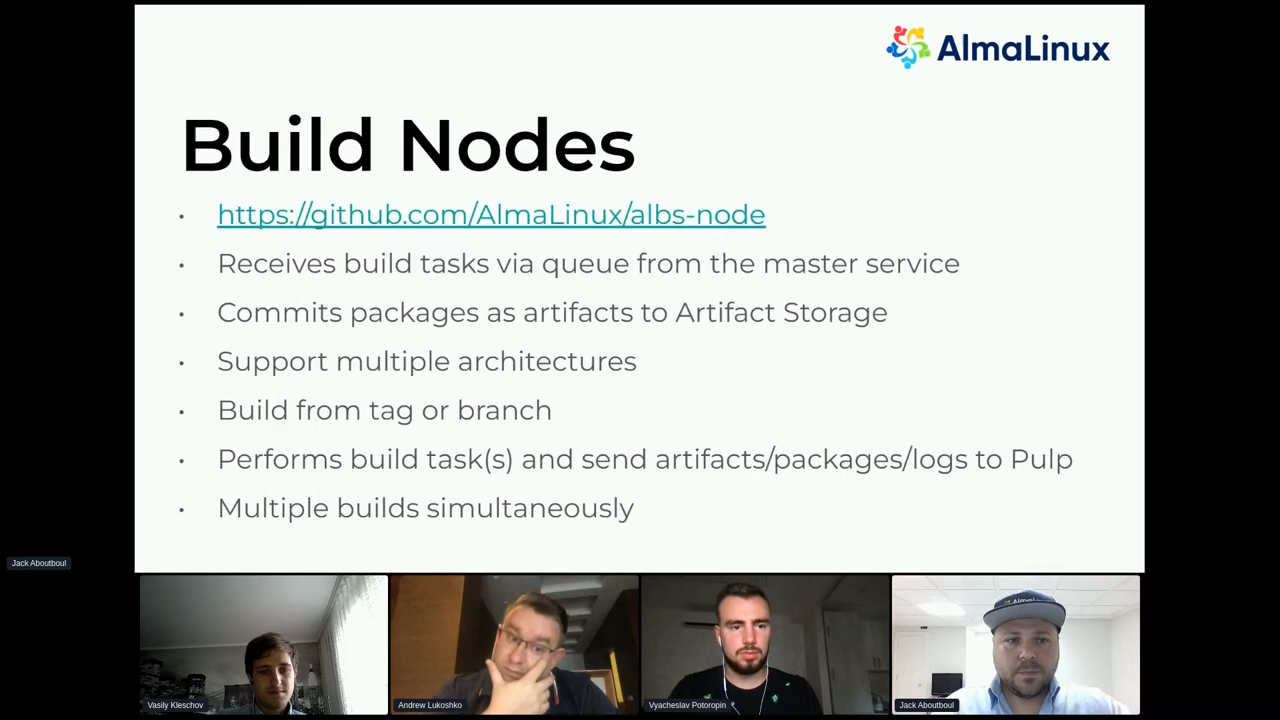 AlmaLinux
Build Nodes
• https://github.com/AlmaLinux/albs-node
• Receives build tasks via queue from the master service
• Commits packages as artifacts to Artifact Storage
• Support multiple architectures
• Build from tag or branch
• Performs build task(s) and send artifacts/packages/logs to Pulp
• Multiple builds simultaneously
Jack Aboutboul
Vasily Kleschov
Andrew Lukoshko
Vyacheslav Potoropin
Jack Aboutboul